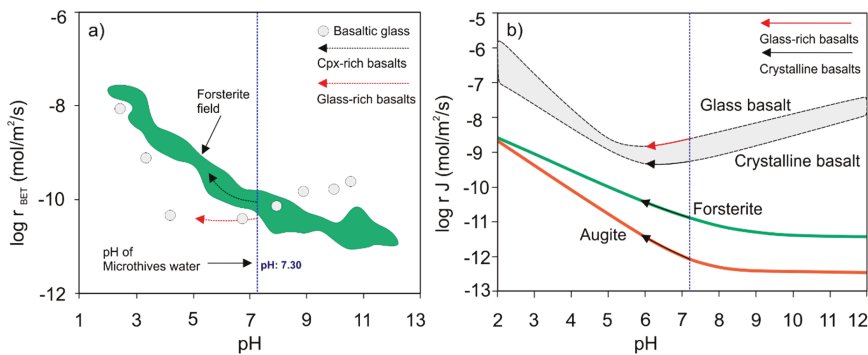 a)
Basaltic glass
Cpx-rich basalts
Glass-rich basalts
Forsterite
field
pH of
Microthives water
pH: 7.30
-6
-8
-10
-12
1 3 5 7 9 11 13
pH
log r BET (mol/m²/s)
b)
Glass-rich basalts
Crystalline basalts
Glass basalt
Crystalline basalt
Forsterite
Augite
-5
-6
-7
-8
-9
-10
-11
-12
-13
2 3 4 5 6 7 8 9 10 11 12
pH
log r J (mol/m²/s)